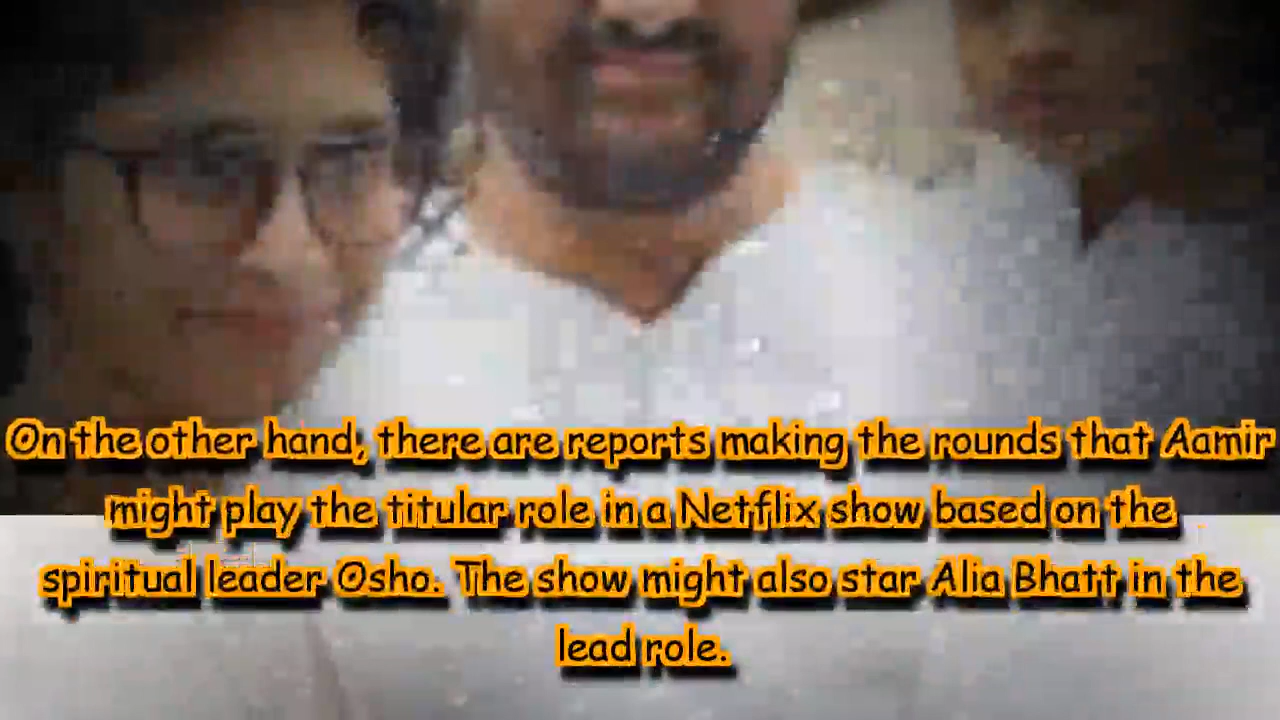 On the other hand, there are reports making the rounds that Aamir
might play the titular role in a Netflix show based on the
spiritual leader Osho. The show might also star Alia Bhatt in the
lead role.